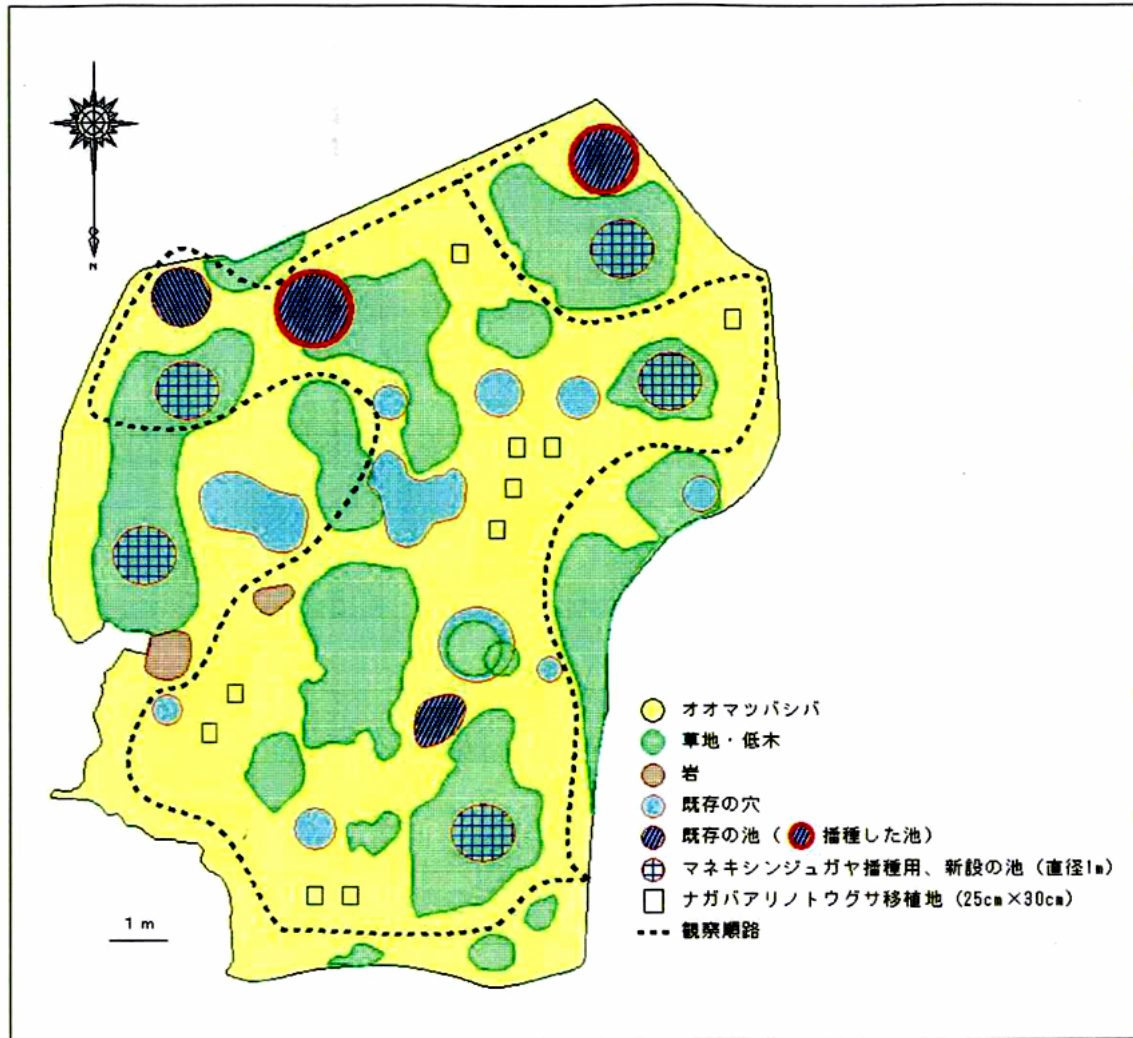 N
オオマツバシバ
草地・低木
岩
既存の穴
既存の池（播種した池）
マネキシンジュガヤ播種用、新設の池（直径1m）
ナガバアリノトウグサ移植地（25cm×30cm）
観察順路
1 m